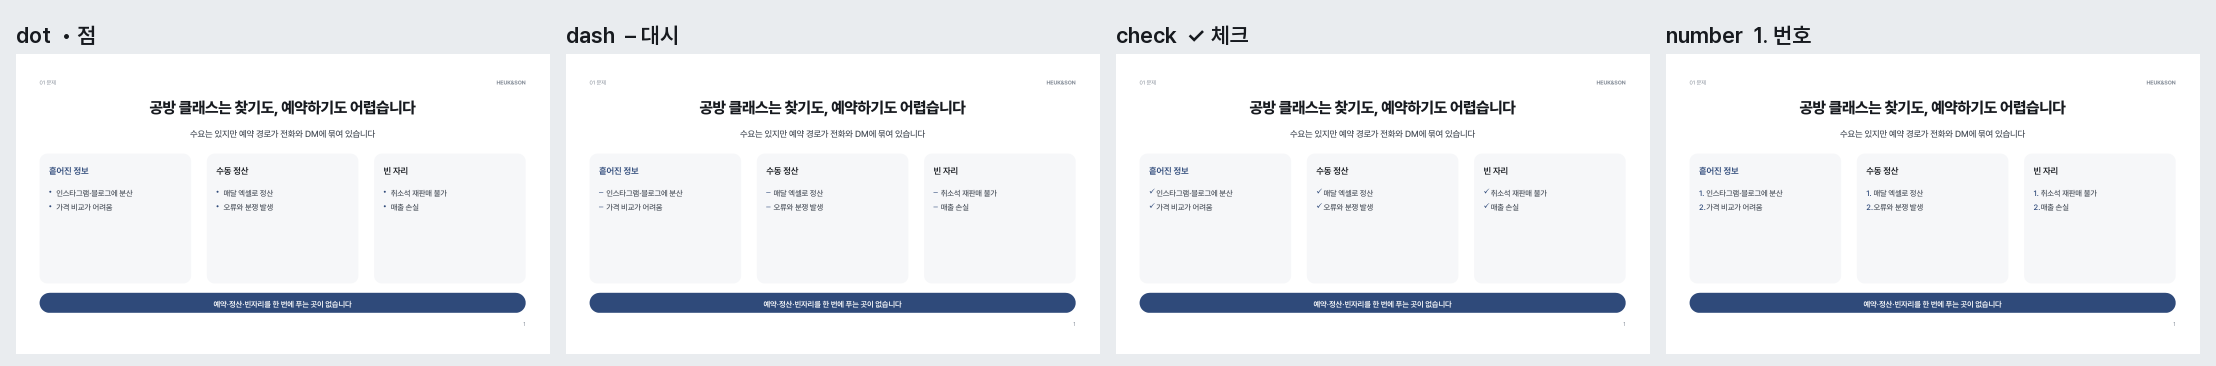 dot • 점
01 문제
HEUK&SON
공방 클래스는 찾기도, 예약하기도 어렵습니다
수요는 있지만 예약 경로가 전화와 DM에 묶여 있습니다
흩어진 정보
• 인스타그램·블로그에 분산
• 가격 비교가 어려움
수동 정산
• 매달 엑셀로 정산
• 오류와 분쟁 발생
빈 자리
• 취소석 재판매 불가
• 매출 손실
예약·정산·빈자리를 한 번에 푸는 곳이 없습니다
1
dash – 대시
01 문제
HEUK&SON
공방 클래스는 찾기도, 예약하기도 어렵습니다
수요는 있지만 예약 경로가 전화와 DM에 묶여 있습니다
흩어진 정보
– 인스타그램·블로그에 분산
– 가격 비교가 어려움
수동 정산
– 매달 엑셀로 정산
– 오류와 분쟁 발생
빈 자리
– 취소석 재판매 불가
– 매출 손실
예약·정산·빈자리를 한 번에 푸는 곳이 없습니다
1
check ✓ 체크
01 문제
HEUK&SON
공방 클래스는 찾기도, 예약하기도 어렵습니다
수요는 있지만 예약 경로가 전화와 DM에 묶여 있습니다
흩어진 정보
✓ 인스타그램·블로그에 분산
✓ 가격 비교가 어려움
수동 정산
✓ 매달 엑셀로 정산
✓ 오류와 분쟁 발생
빈 자리
✓ 취소석 재판매 불가
✓ 매출 손실
예약·정산·빈자리를 한 번에 푸는 곳이 없습니다
1
number 1. 번호
01 문제
HEUK&SON
공방 클래스는 찾기도, 예약하기도 어렵습니다
수요는 있지만 예약 경로가 전화와 DM에 묶여 있습니다
흩어진 정보
1. 인스타그램·블로그에 분산
2. 가격 비교가 어려움
수동 정산
1. 매달 엑셀로 정산
2. 오류와 분쟁 발생
빈 자리
1. 취소석 재판매 불가
2. 매출 손실
예약·정산·빈자리를 한 번에 푸는 곳이 없습니다
1